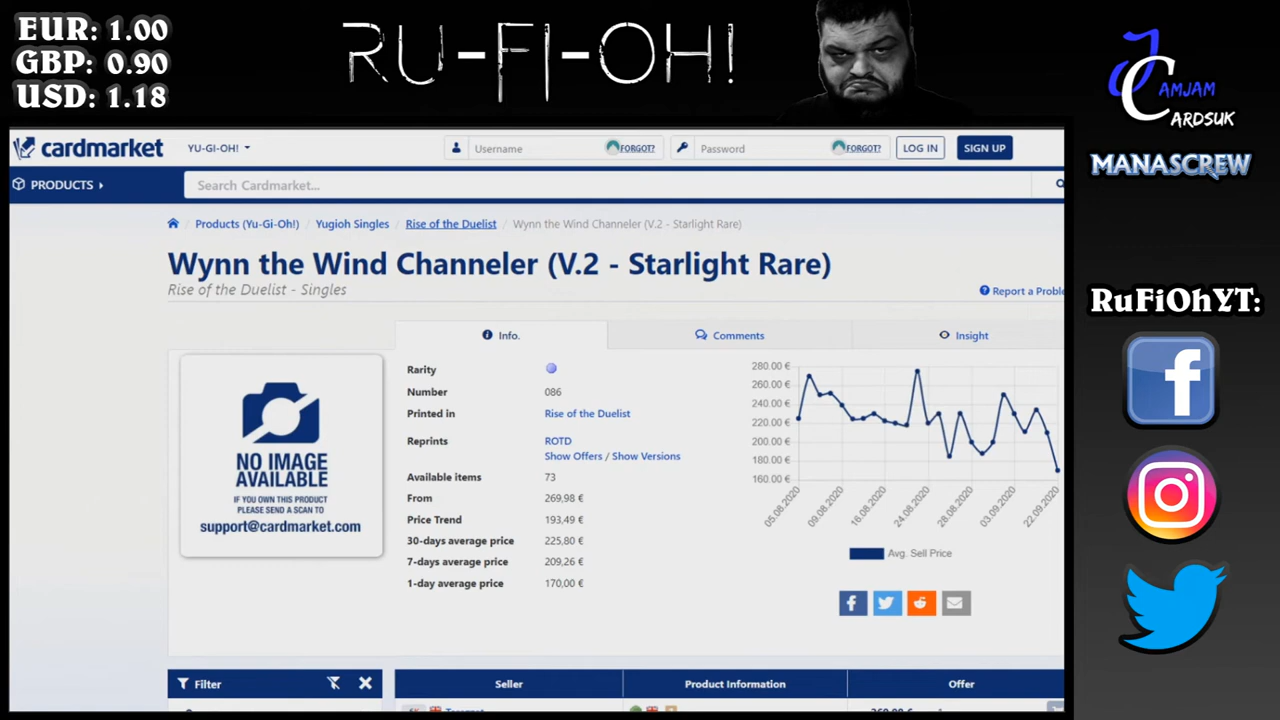 EUR: 1.00
GBP: 0.90
USD: 1.18
RU-FI-OH!
JAMJAM
CARDSUK
MANASCREW
RuFiOhYT:
cardmarket
YU-GI-OH!
Username
FORGOT?
Password
FORGOT?
LOG IN
SIGN UP
PRODUCTS
Search Cardmarket...
/ Products (Yu-Gi-Oh!) / Yugioh Singles / Rise of the Duelist / Wynn the Wind Channeler (V.2 - Starlight Rare)
Wynn the Wind Channeler (V.2 - Starlight Rare)
Rise of the Duelist - Singles
Report a Proble
Info.
Comments
Insight
NO IMAGE
AVAILABLE
IF YOU OWN THIS PRODUCT
PLEASE SEND A SCAN TO
support@cardmarket.com
Rarity
Number 086
Printed in Rise of the Duelist
Reprints ROTD
Show Offers / Show Versions
Available items 73
From 269,98 €
Price Trend 193,49 €
30-days average price 225,80 €
7-days average price 209,26 €
1-day average price 170,00 €
280.00 €
260.00 €
240.00 €
220.00 €
200.00 €
180.00 €
160.00 €
05.08.2020
09.08.2020
16.08.2020
24.08.2020
28.08.2020
03.09.2020
22.09.2020
Avg. Sell Price
Filter
Seller
Product Information
Offer